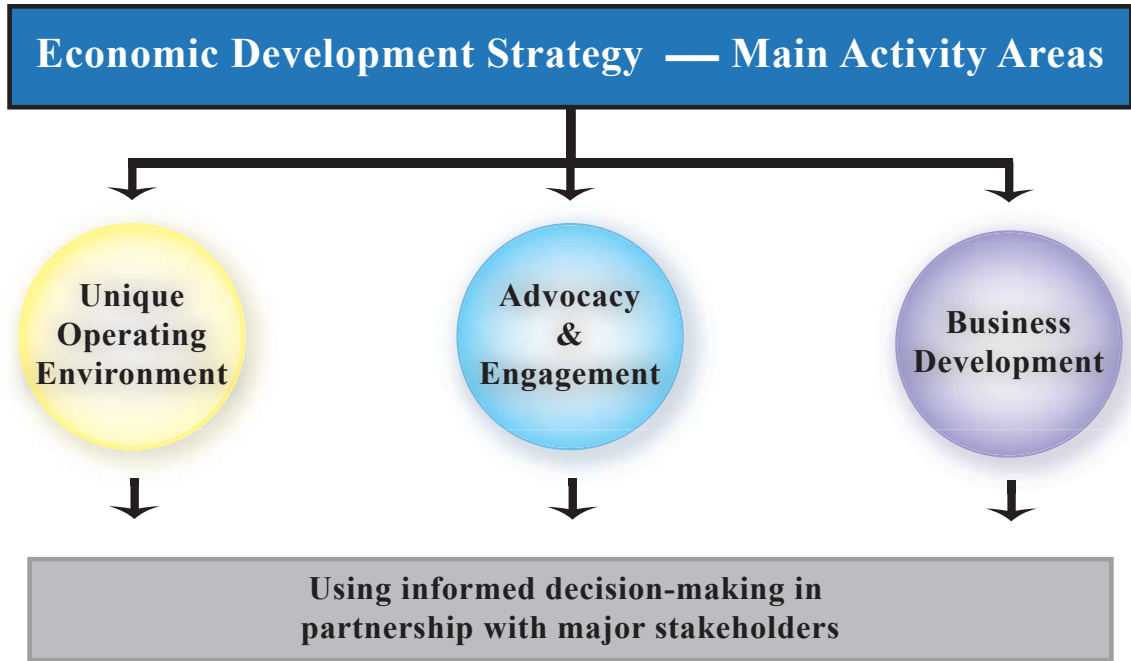 Economic Development Strategy — Main Activity Areas
Unique
Operating
Environment
Advocacy
&
Engagement
Business
Development
Using informed decision-making in
partnership with major stakeholders